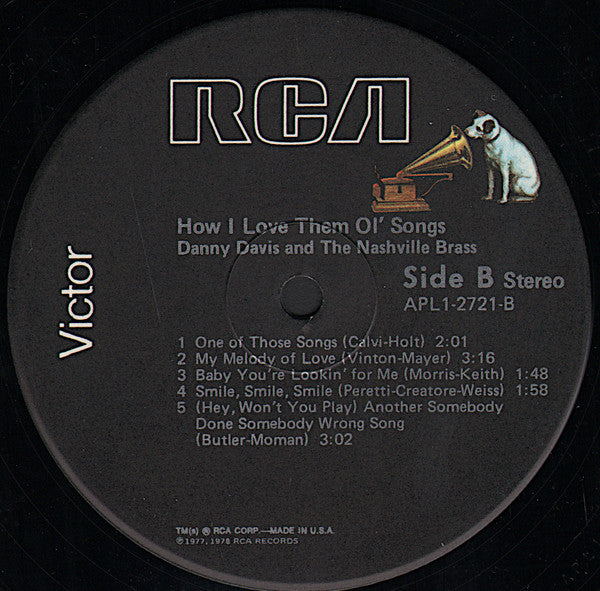 RCA
Victor
How I Love Them Ol' Songs
Danny Davis and The Nashville Brass
Side B Stereo
APL1-2721-B
1 One of Those Songs (Calvi-Holt) 2:01
2 My Melody of Love (Vinton-Mayer) 3:16
3 Baby You're Lookin' for Me (Morris-Keith) 1:48
4 Smile, Smile, Smile (Peretti-Creatore-Weiss) 1:58
5 (Hey, Won't You Play) Another Somebody
Done Somebody Wrong Song
(Butler-Moman) 3:02
TM(s) ® RCA CORP.—MADE IN U.S.A.
℗ 1977, 1978 RCA RECORDS